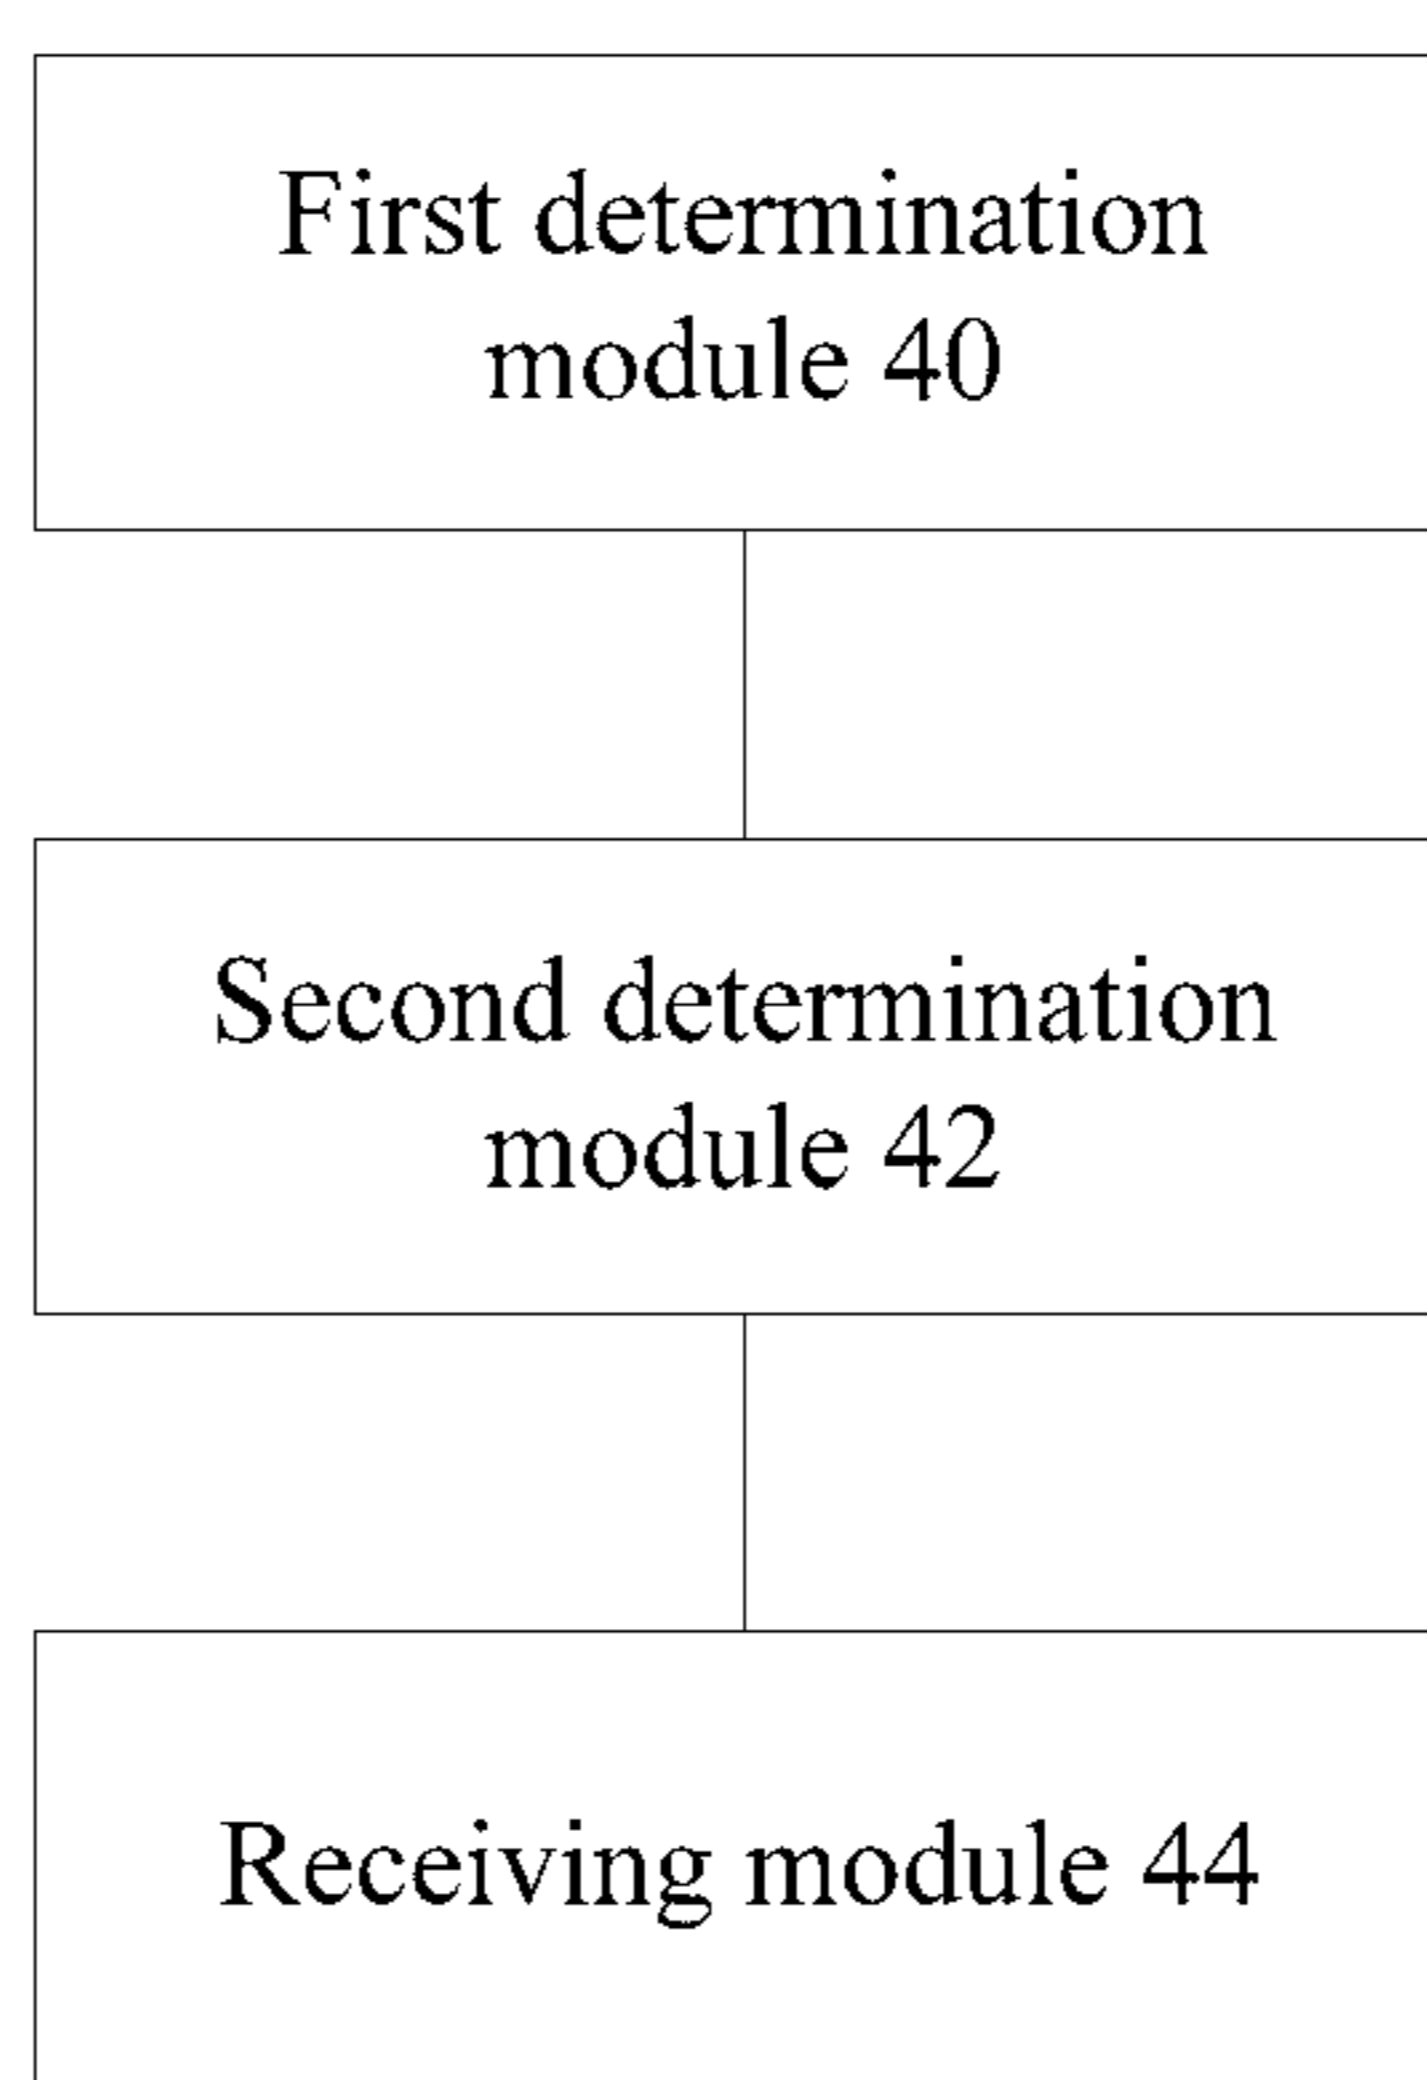 First determination
module 40
Second determination
module 42
Receiving module 44